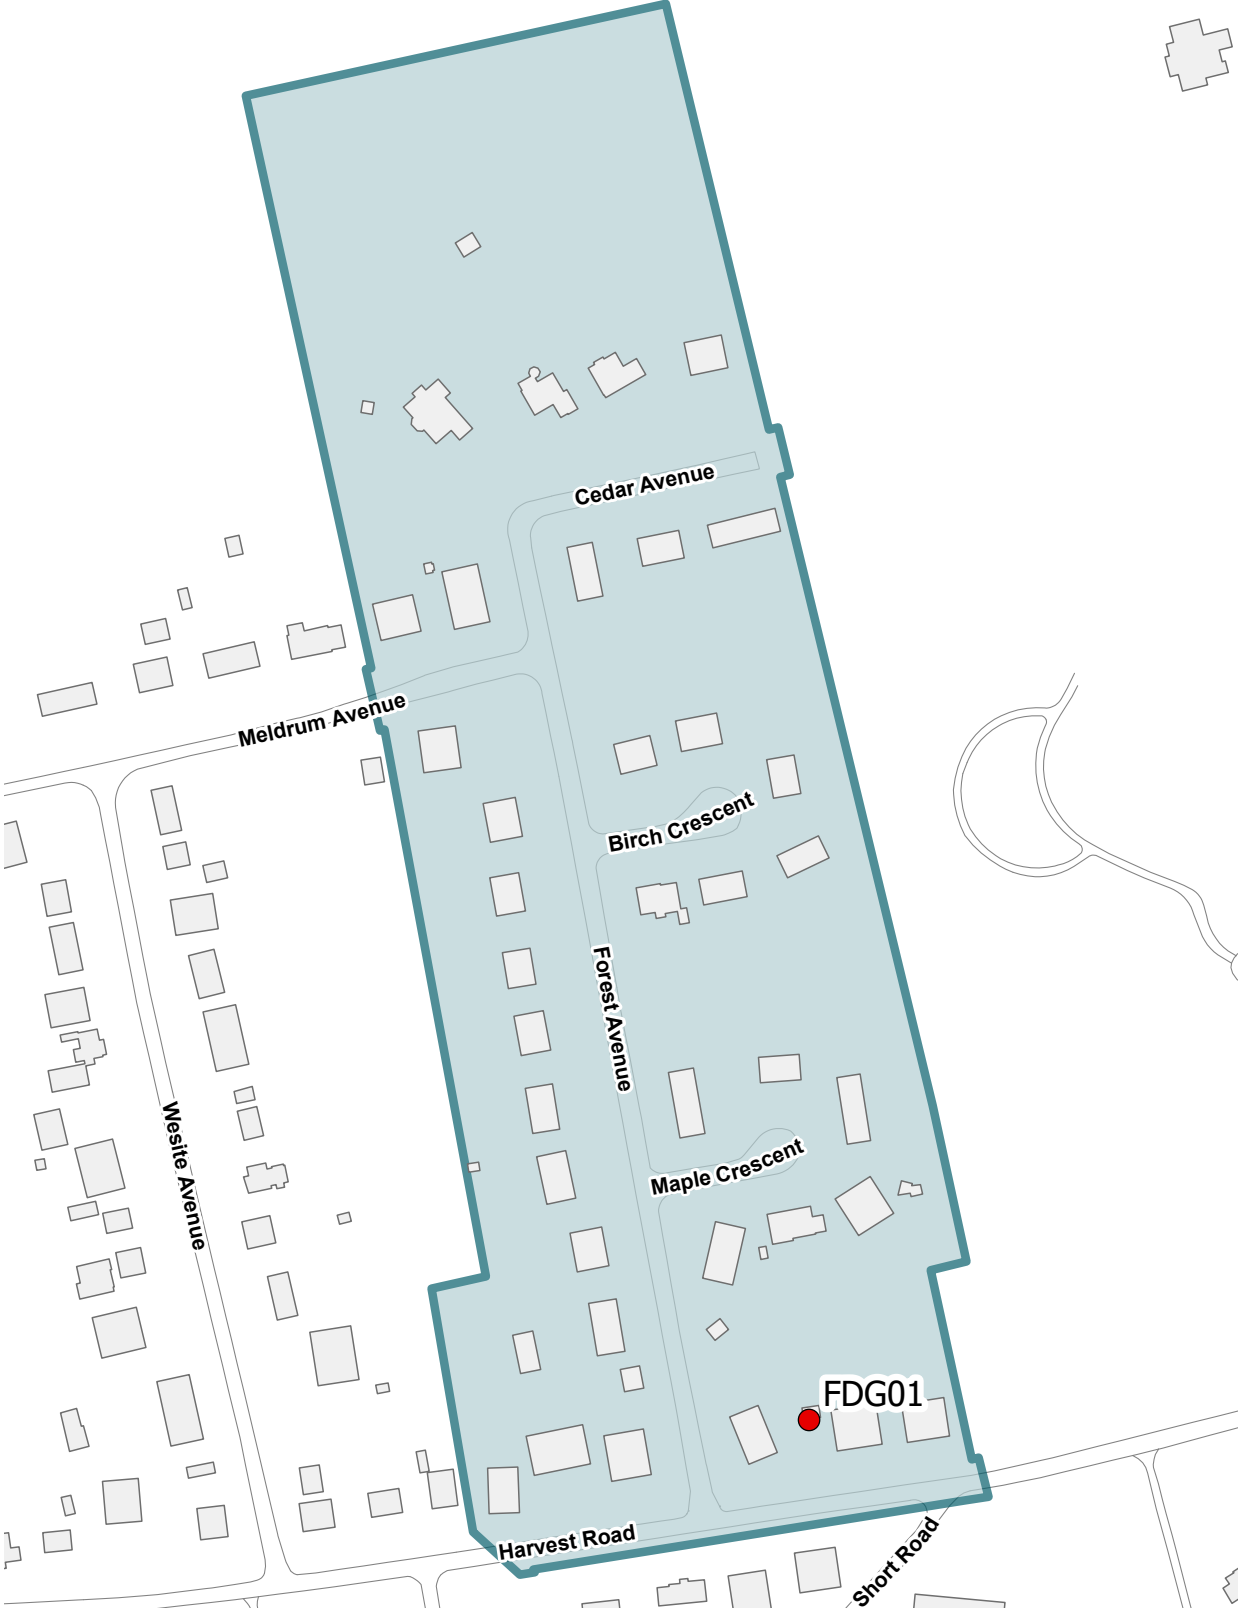 Cedar Avenue
Meldrum Avenue
Birch Crescent
Forest Avenue
Wesite Avenue
Maple Crescent
FDG01
Harvest Road
Short Road